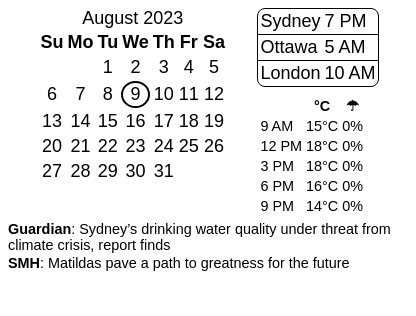 August 2023
Su Mo Tu We Th Fr Sa
1 2 3 4 5
6 7 8 9 10 11 12
13 14 15 16 17 18 19
20 21 22 23 24 25 26
27 28 29 30 31
Sydney 7 PM
Ottawa 5 AM
London 10 AM
°C ☂
9 AM 15°C 0%
12 PM 18°C 0%
3 PM 18°C 0%
6 PM 16°C 0%
9 PM 14°C 0%
Guardian: Sydney’s drinking water quality under threat from
climate crisis, report finds
SMH: Matildas pave a path to greatness for the future